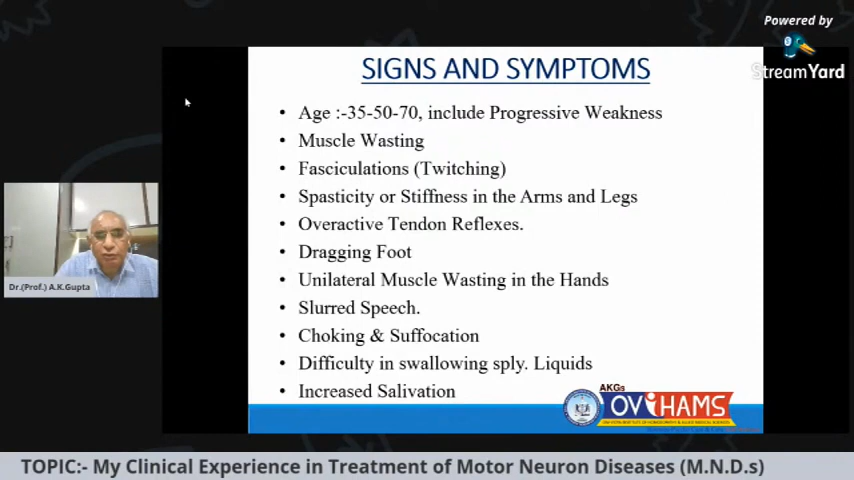 Powered by
StreamYard
SIGNS AND SYMPTOMS
• Age :-35-50-70, include Progressive Weakness
• Muscle Wasting
• Fasciculations (Twitching)
• Spasticity or Stiffness in the Arms and Legs
• Overactive Tendon Reflexes.
• Dragging Foot
• Unilateral Muscle Wasting in the Hands
• Slurred Speech.
• Choking & Suffocation
• Difficulty in swallowing sply. Liquids
• Increased Salivation
Dr.(Prof.) A.K.Gupta
AKGs
OVIHAMS
TOPIC:- My Clinical Experience in Treatment of Motor Neuron Diseases (M.N.D.s)